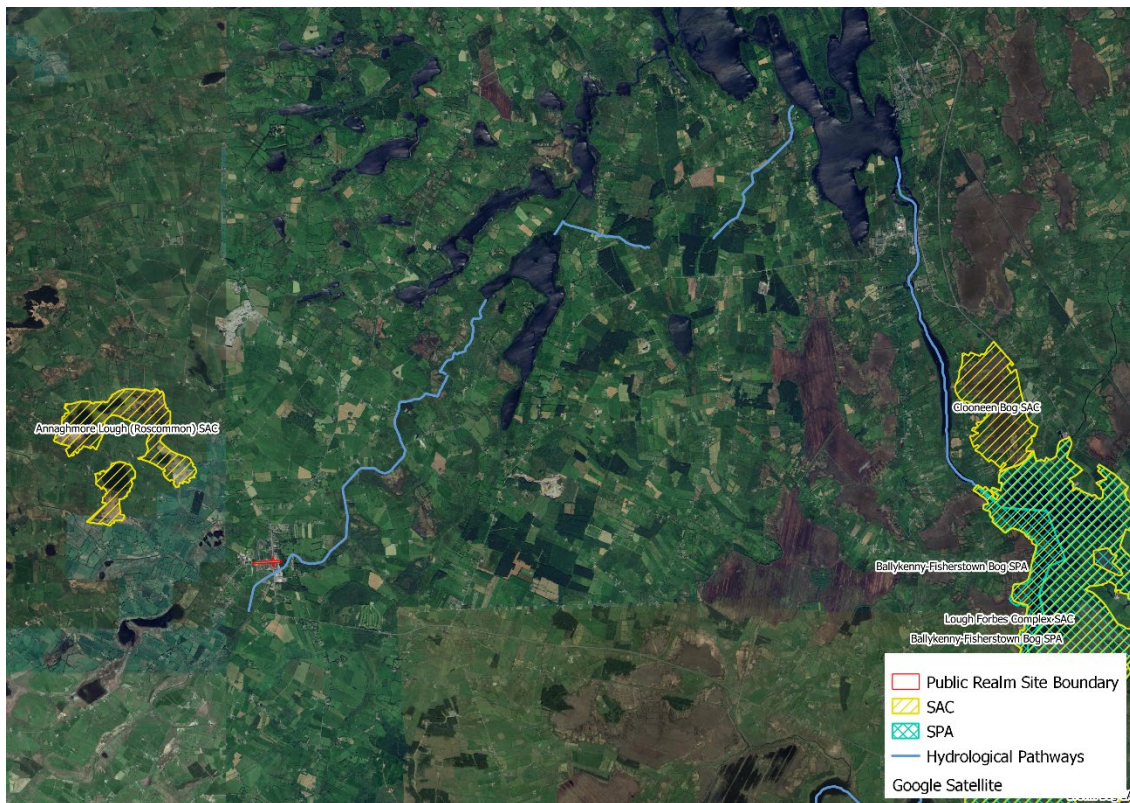 Annaghmore Lough (Roscommon) SAC
Clooneen Bog SAC
Ballykenny-Fisherstown Bog SPA
Lough Forbes Complex SAC
Ballykenny-Fisherstown Bog SPA
Public Realm Site Boundary
SAC
SPA
Hydrological Pathways
Google Satellite